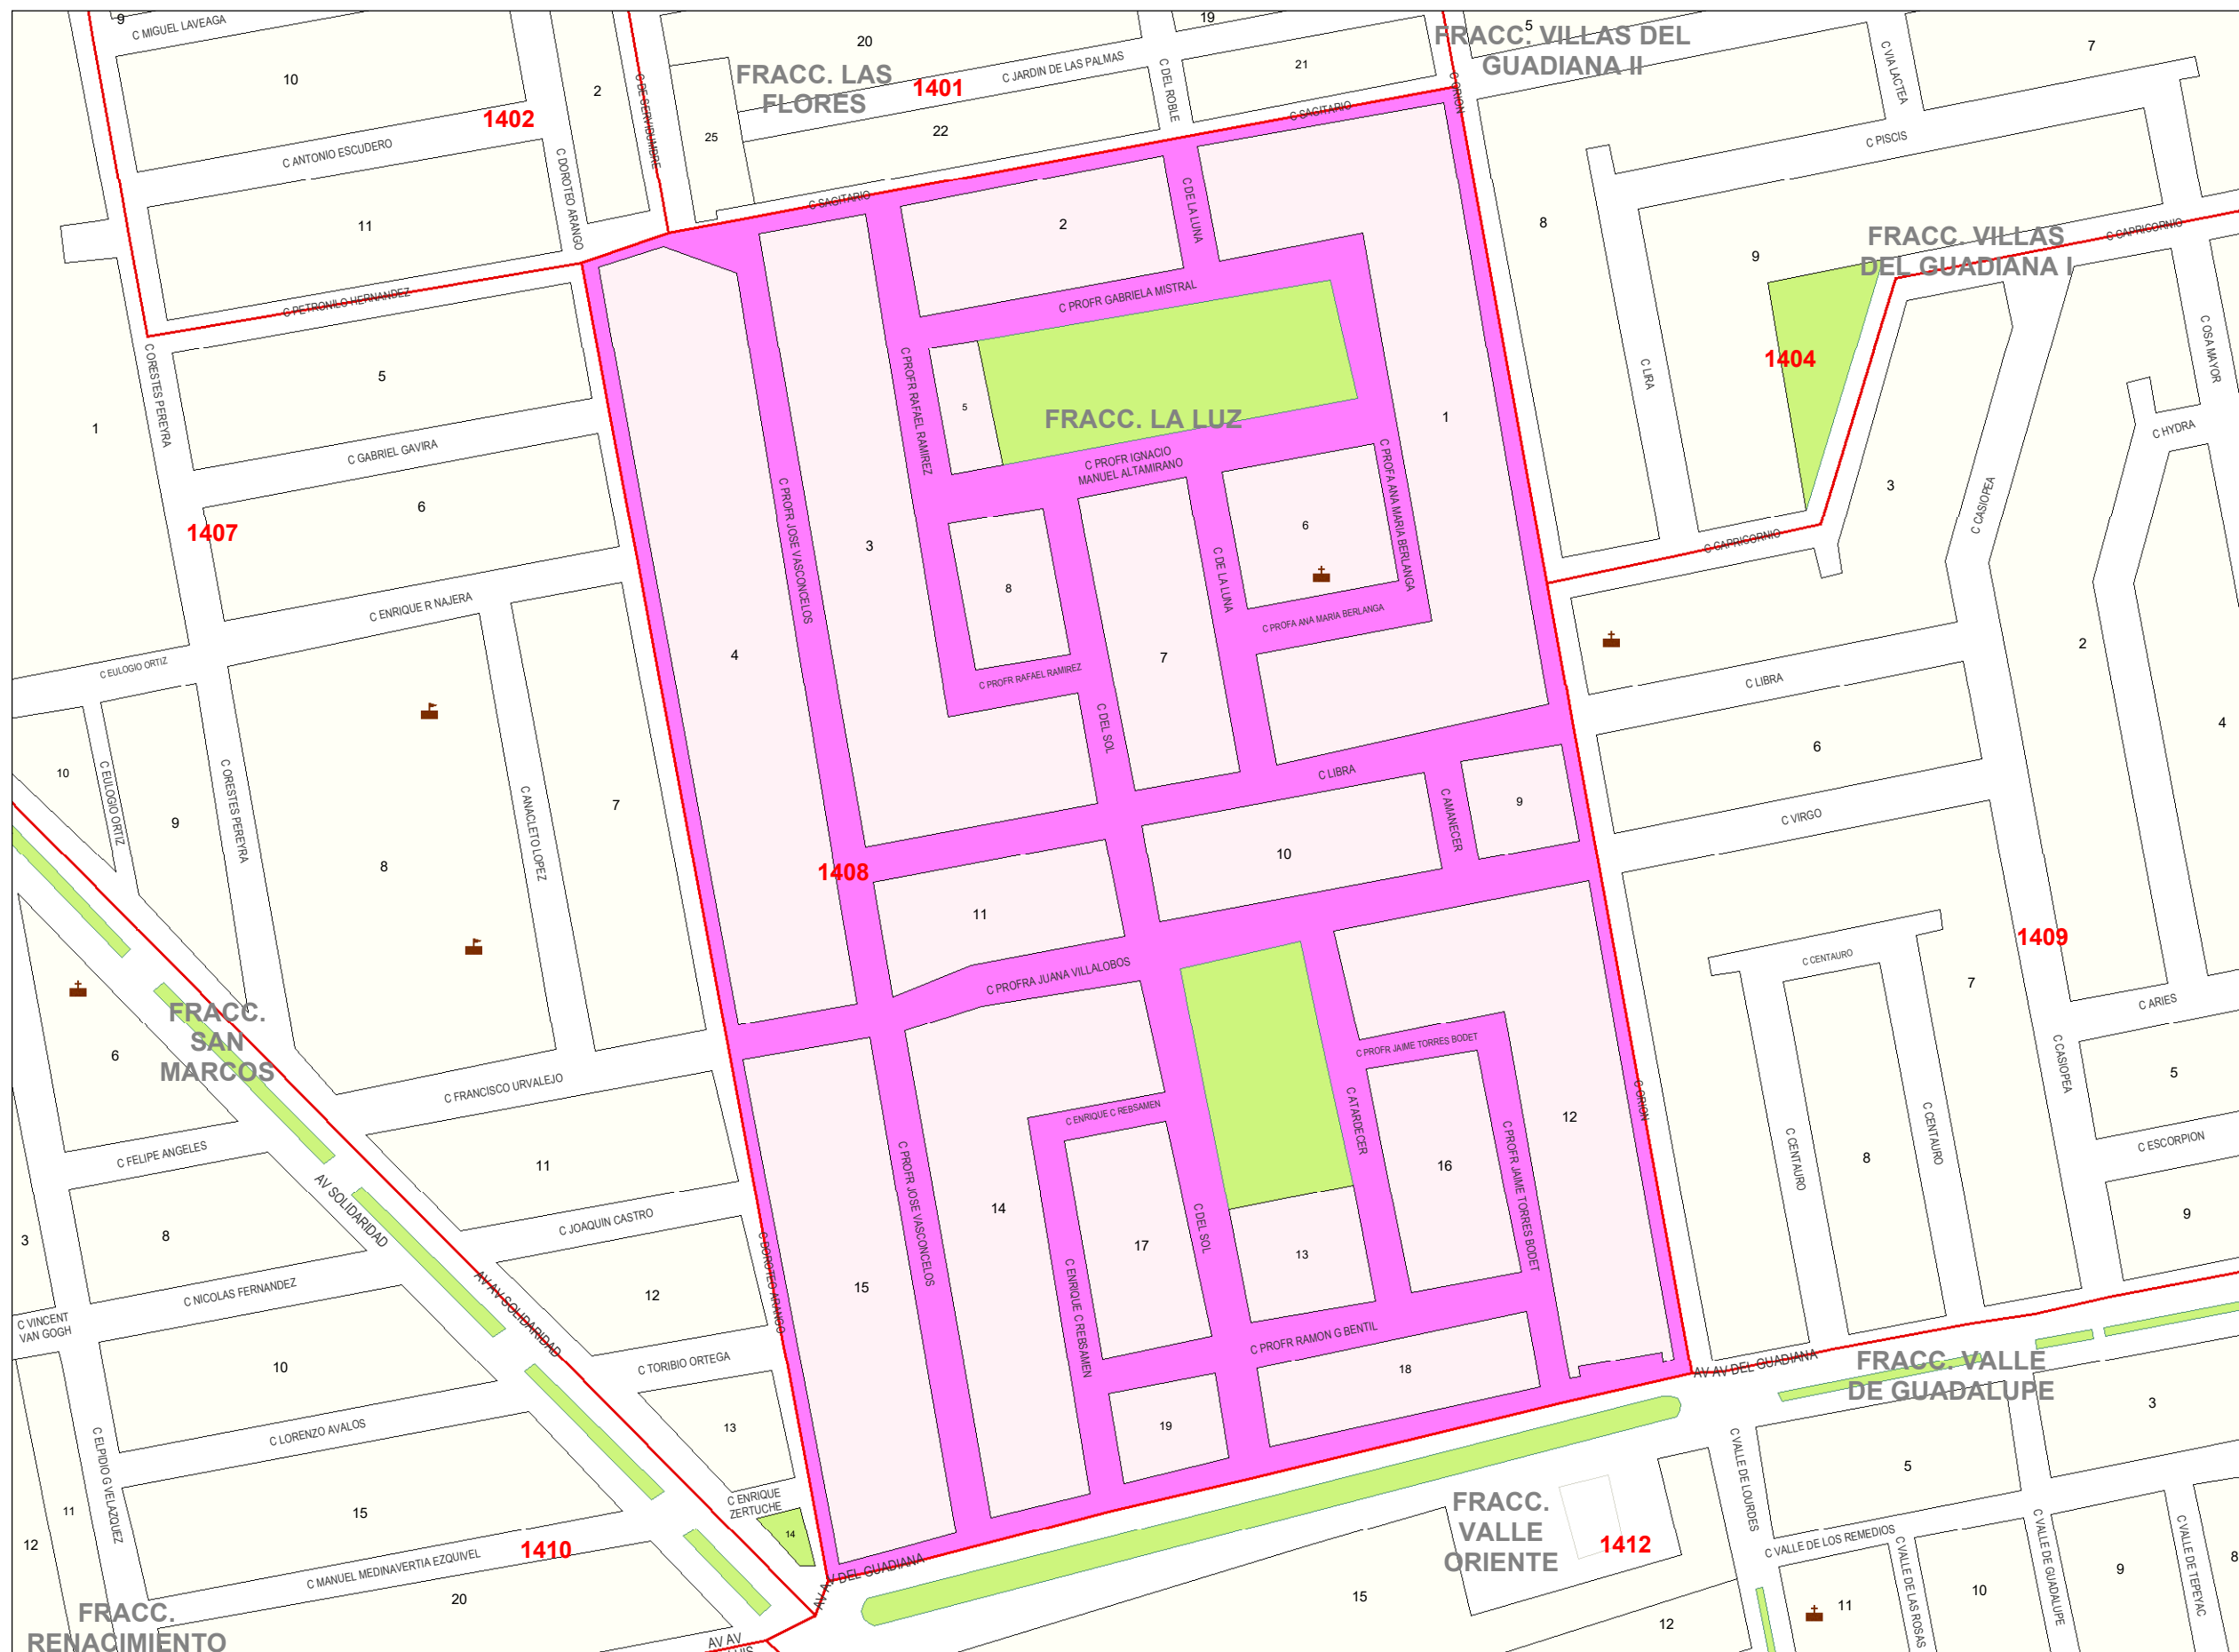 9
C MIGUEL LAVEAGA
10
1402
C ANTONIO ESCUDERO
11
C DOROTEO ARANGO
2
C DE SERVIDUMBRE
C PETRONILO HERNANDEZ
20
FRACC. LAS
FLORES
1401
C JARDIN DE LAS PALMAS
19
C DEL ROBLE
21
25
22
C SAGITARIO
C SAGITARIO
FRACC. VILLAS DEL
GUADIANA II
5
C ORION
C VIA LACTEA
7
C PISCIS
8
9
FRACC. VILLAS
DEL GUADIANA I
C CAPRICORNIO
1404
C LIRA
C OSA MAYOR
C HYDRA
3
C CASIOPEA
C CAPRICORNIO
2
4
C LIBRA
6
C VIRGO
1409
7
C CENTAURO
C CENTAURO
C CENTAURO
8
C ARIES
C CASIOPEA
5
C ESCORPION
9
1
C ORESTES PEREYRA
5
C GABRIEL GAVIRA
1407
6
C ENRIQUE R NAJERA
C EULOGIO ORTIZ
10
C EULOGIO ORTIZ
9
C ORESTES PEREYRA
8
C ANACLETO LOPEZ
7
2
C DE LA LUNA
C PROFR GABRIELA MISTRAL
C PROFR RAFAEL RAMIREZ
5
FRACC. LA LUZ
1
C PROFR IGNACIO
MANUEL ALTAMIRANO
C PROFA ANA MARIA BERLANGA
C PROFR JOSE VASCONCELOS
3
4
8
6
7
C DE LA LUNA
C PROFA ANA MARIA BERLANGA
C PROFR RAFAEL RAMIREZ
C DEL SOL
C LIBRA
C AMANECER
9
10
1408
11
C PROFRA JUANA VILLALOBOS
C PROFR JAIME TORRES BODET
C ENRIQUE C REBSAMEN
C ATARDECER
C ORION
12
16
C PROFR JAIME TORRES BODET
C PROFR JOSE VASCONCELOS
14
17
C DEL SOL
13
15
C DOROTEO ARANGO
C ENRIQUE C REBSAMEN
C PROFR RAMON G BENTIL
18
19
AV AV DEL GUADIANA
AV AV DEL GUADIANA
FRACC.
SAN
MARCOS
6
C FRANCISCO URVALEJO
C FELIPE ANGELES
11
AV SOLIDARIDAD
C JOAQUIN CASTRO
3
8
C NICOLAS FERNANDEZ
AV AV SOLIDARIDAD
12
C VINCENT
VAN GOGH
C TORIBIO ORTEGA
10
C LORENZO AVALOS
13
C ELPIDIO G VELAZQUEZ
11
12
15
C ENRIQUE
ZERTUCHE
14
1410
C MANUEL MEDINAVERTIA EZQUIVEL
20
FRACC.
RENACIMIENTO
AV AV
FRACC. VALLE
DE GUADALUPE
3
5
C VALLE DE LOURDES
FRACC.
VALLE
ORIENTE
1412
C VALLE DE LOS REMEDIOS
C VALLE DE LAS ROSAS
C VALLE DE GUADALUPE
C VALLE DE TEPEYAC
15
12
11
10
9
8